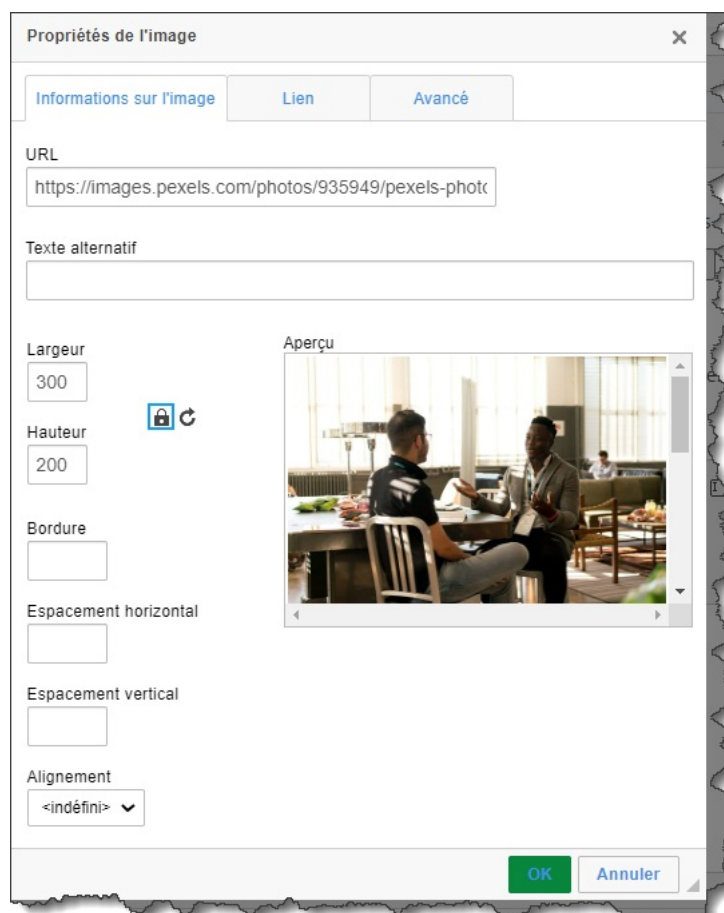 Propriétés de l'image
Informations sur l'image Lien Avancé
URL
https://images.pexels.com/photos/935949/pexels-photo
Texte alternatif
Largeur
300
Hauteur
200
Aperçu
Bordure
Espacement horizontal
Espacement vertical
Alignement
<indéfini>
OK Annuler